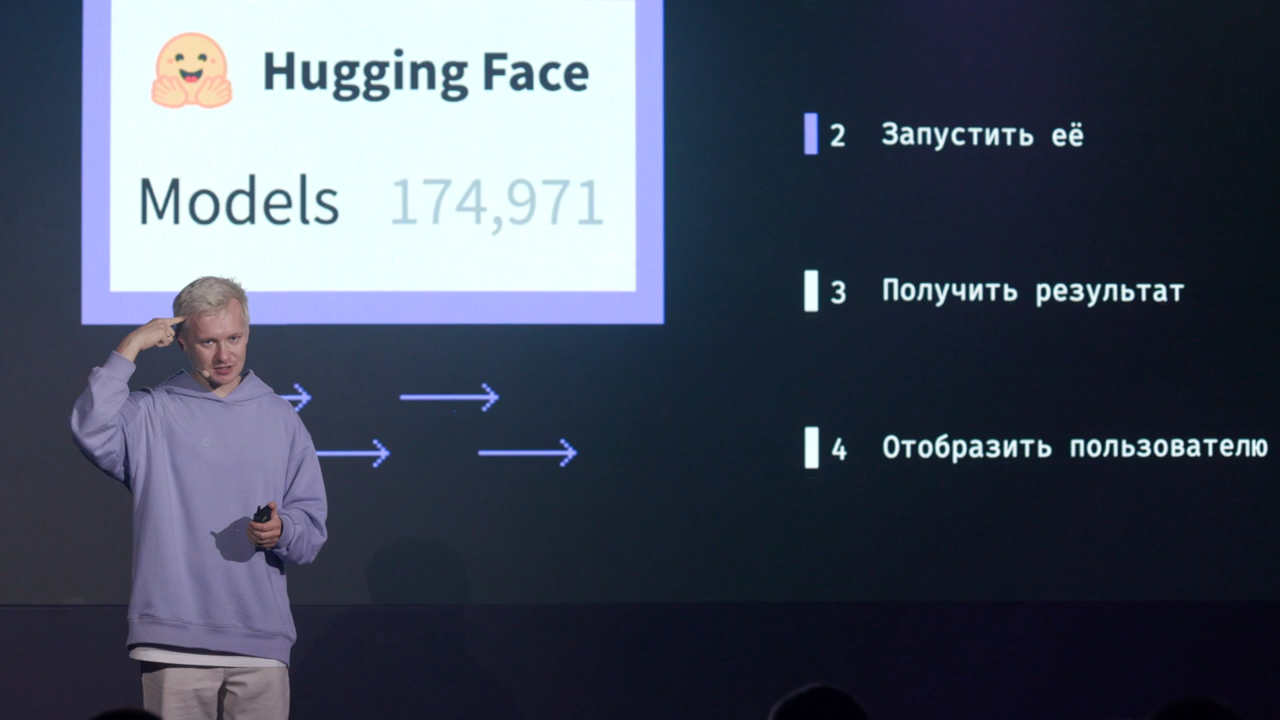 Hugging Face
Models 174,971
2 Запустить её
3 Получить результат
4 Отобразить пользователю